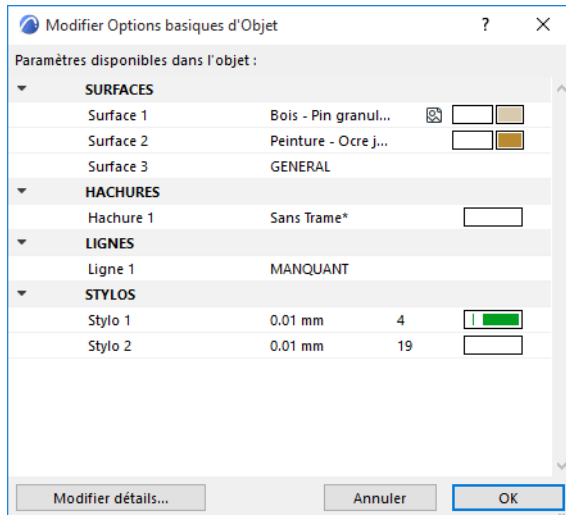 Modifier Options basiques d'Objet ? ×
Paramètres disponibles dans l'objet :
SURFACES
Surface 1 Bois - Pin granul...
Surface 2 Peinture - Ocre j...
Surface 3 GENERAL
HACHURES
Hachure 1 Sans Trame*
LIGNES
Ligne 1 MANQUANT
STYLOS
Stylo 1 0.01 mm 4
Stylo 2 0.01 mm 19
Modifier détails... Annuler OK